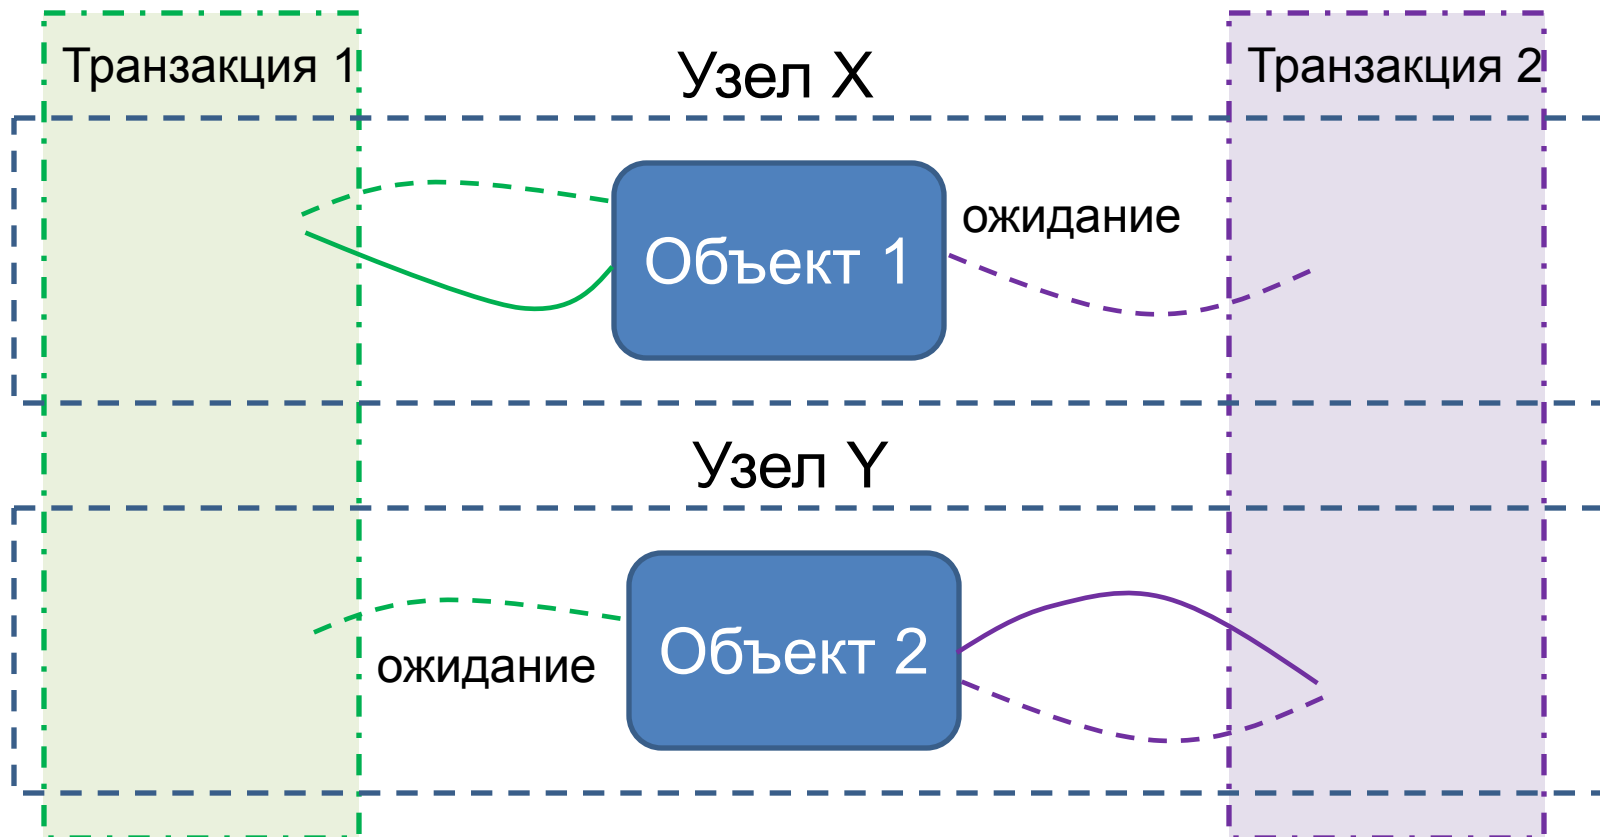 Транзакция 1
Узел X
Транзакция 2
Объект 1
ожидание
Узел Y
Объект 2
ожидание